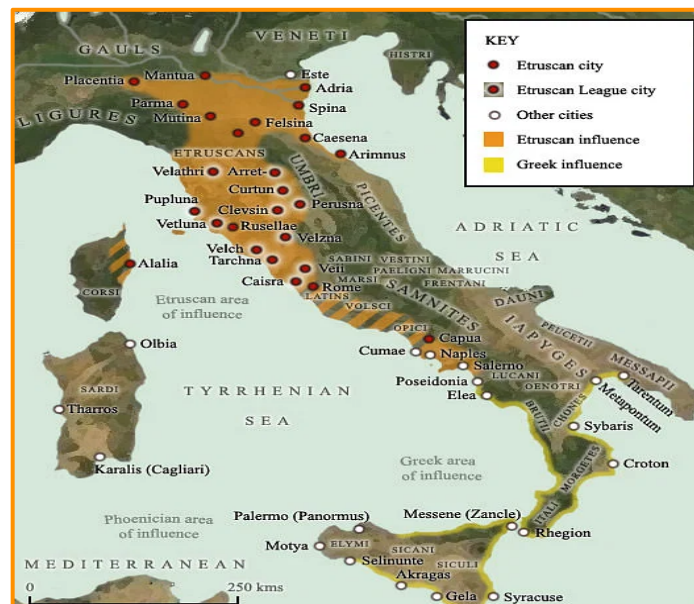 GAULS
VENETI
HISTRI
KEY
Etruscan city
Etruscan League city
Other cities
Etruscan influence
Greek influence
Placentia
Mantua
Este
Adria
Parma
Spina
Mutina
Felsina
LIGURES
Caesena
Arimnus
ETRUSCANS
Velathri
Arret-
UMBRI
PICENTES
Curtun
Pupluna
Clevsin
Perusna
Vetluna
Rusellae
Velzna
ADRIATIC
SEA
Velch
Tarchna
SABINI
VESTINI
PAELIGNI
MARRUCINI
MARSI
FRENTANI
Alalia
Veii
Caisra
Rome
CORSI
LATINS
VOLSCI
SAMNITES
DAUNI
Etruscan area
of influence
OPICI
IAPYGES
PEUCETII
MESSAPII
Capua
Cumae
Naples
Salerno
Olbia
LUCANI
OENOTRI
Poseidonia
Elea
Tarentum
Metapontum
SARDI
TYRRHENIAN
SEA
BRUTII
CHONES
Tharros
Sybaris
Karalis (Cagliari)
Greek area
of influence
Croton
MORGETES
ITALI
Phoenician area
of influence
Palermo (Panormus)
Messene (Zancle)
Rhegion
Motya
ELYMI
SICANI
SICULI
Selinunte
Akragas
MEDITERRANEAN
0
250 kms
Gela
Syracuse